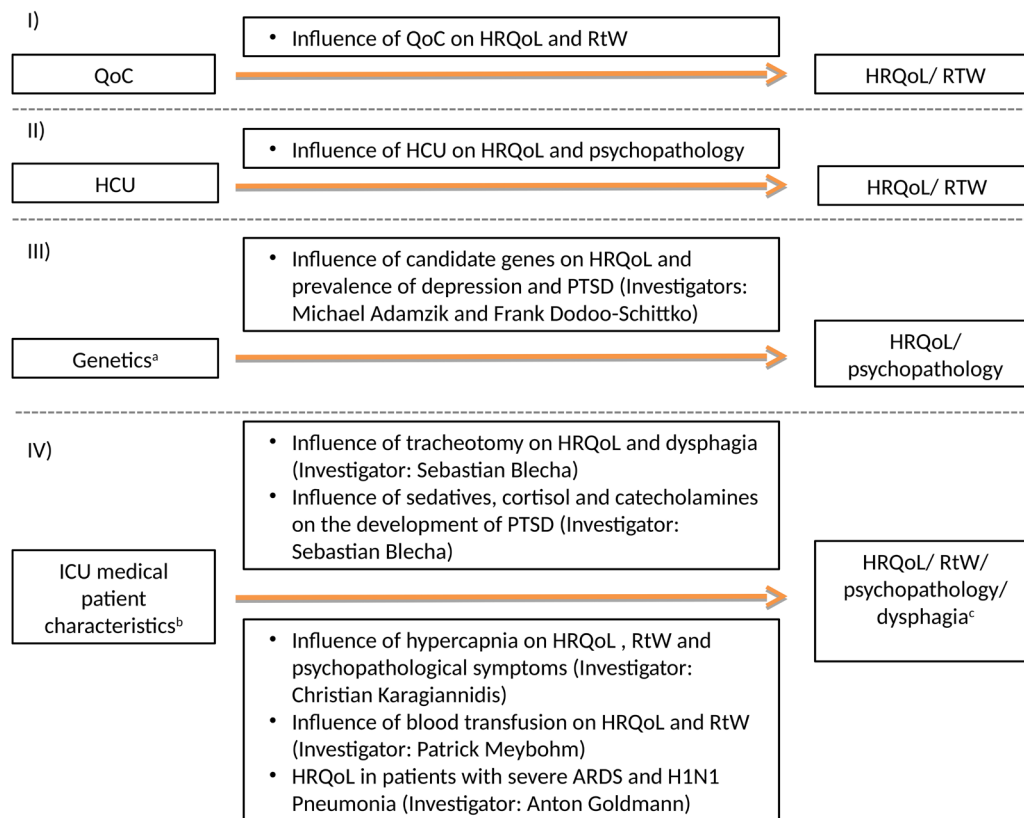 I)
• Influence of QoC on HRQoL and RtW
QoC
HRQoL/ RTW
II)
• Influence of HCU on HRQoL and psychopathology
HCU
HRQoL/ RTW
III)
• Influence of candidate genes on HRQoL and
prevalence of depression and PTSD (Investigators:
Michael Adamzik and Frank Dodoo-Schittko)
Geneticsᵃ
HRQoL/
psychopathology
IV)
• Influence of tracheotomy on HRQoL and dysphagia
(Investigator: Sebastian Blecha)
• Influence of sedatives, cortisol and catecholamines
on the development of PTSD (Investigator:
Sebastian Blecha)
ICU medical
patient
characteristicsᵇ
HRQoL/ RtW/
psychopathology/
dysphagiaᶜ
• Influence of hypercapnia on HRQoL , RtW and
psychopathological symptoms (Investigator:
Christian Karagiannidis)
• Influence of blood transfusion on HRQoL and RtW
(Investigator: Patrick Meybohm)
• HRQoL in patients with severe ARDS and H1N1
Pneumonia (Investigator: Anton Goldmann)